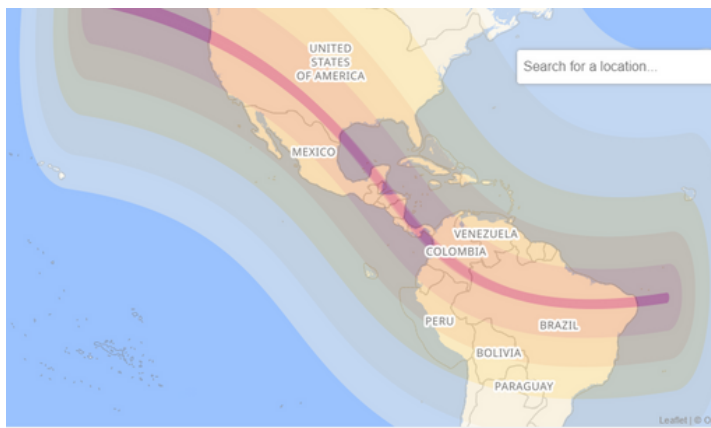 UNITED
STATES
OF AMERICA
Search for a location...
MEXICO
VENEZUELA
COLOMBIA
PERU
BRAZIL
BOLIVIA
PARAGUAY
Leaflet | © O